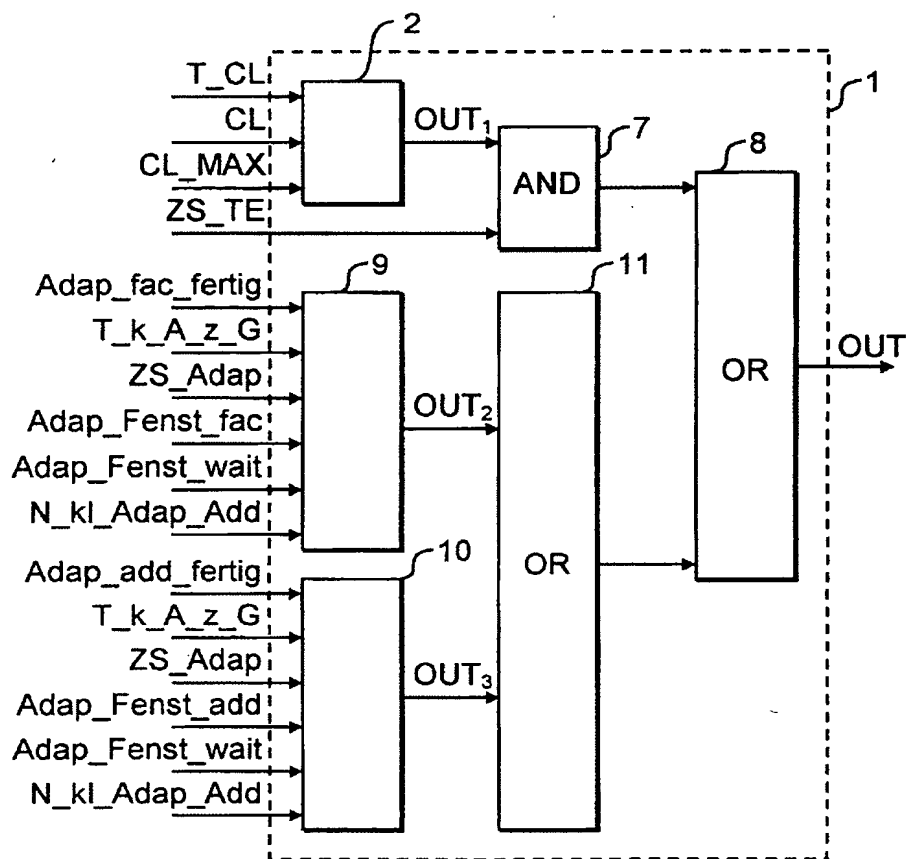 2
T_CL
1
CL
OUT₁
7
8
CL_MAX
AND
ZS_TE
9
11
Adap_fac_fertig
T_k_A_z_G
OUT
ZS_Adap
OR
OUT₂
Adap_Fenst_fac
Adap_Fenst_wait
N_kl_Adap_Add
10
OR
Adap_add_fertig
T_k_A_z_G
ZS_Adap
OUT₃
Adap_Fenst_add
Adap_Fenst_wait
N_kl_Adap_Add